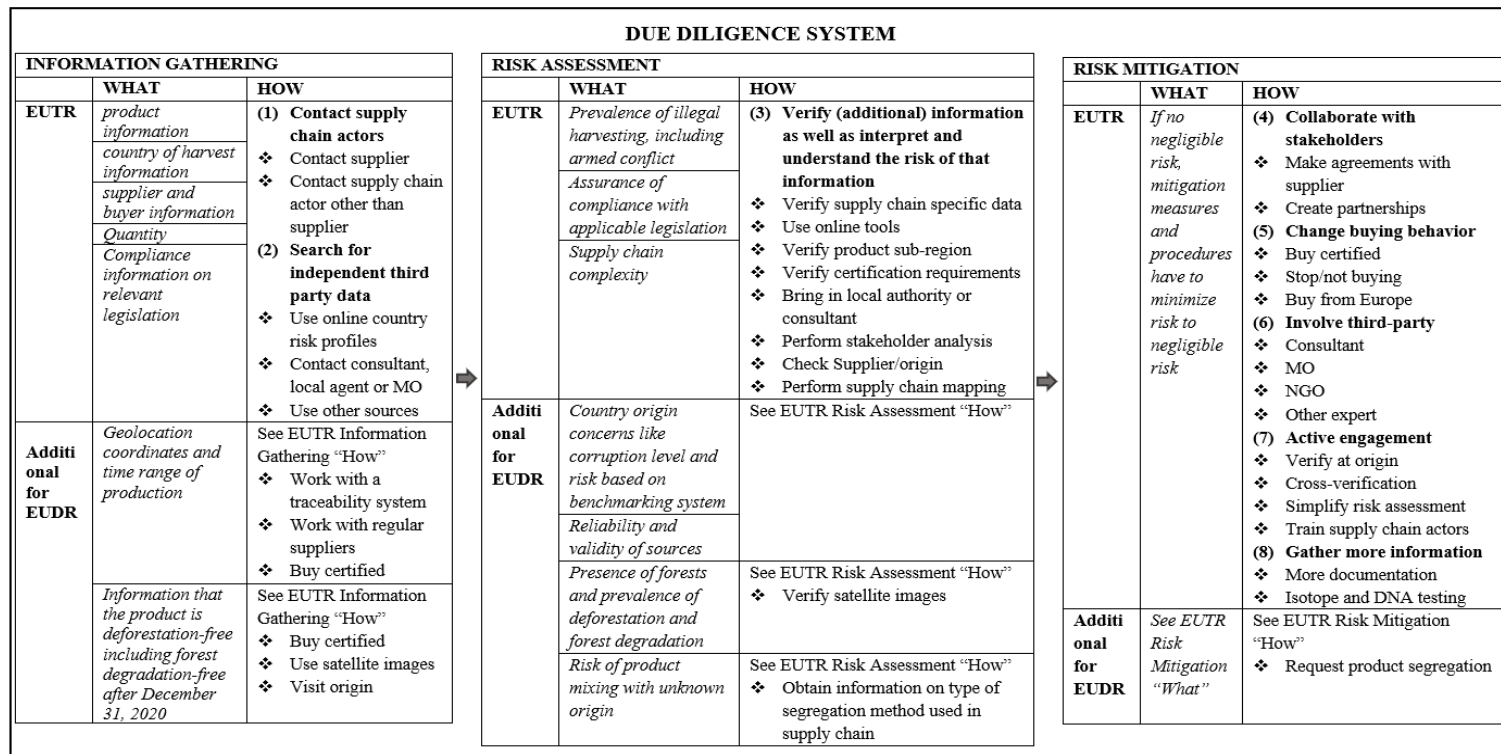 DUE DILIGENCE SYSTEM
INFORMATION GATHERING
WHAT
HOW
EUTR
product
information
country of harvest
information
supplier and
buyer information
Quantity
Compliance
information on
relevant
legislation
(1) Contact supply
chain actors
❖ Contact supplier
❖ Contact supply chain
actor other than
supplier
(2) Search for
independent third
party data
❖ Use online country
risk profiles
❖ Contact consultant,
local agent or MO
❖ Use other sources
Additi
onal
for
EUDR
Geolocation
coordinates and
time range of
production
See EUTR Information
Gathering “How”
❖ Work with a
traceability system
❖ Work with regular
suppliers
❖ Buy certified
Information that
the product is
deforestation-free
including forest
degradation-free
after December
31, 2020
See EUTR Information
Gathering “How”
❖ Buy certified
❖ Use satellite images
❖ Visit origin
RISK ASSESSMENT
WHAT
HOW
EUTR
Prevalence of illegal
harvesting, including
armed conflict
Assurance of
compliance with
applicable legislation
Supply chain
complexity
(3) Verify (additional) information
as well as interpret and
understand the risk of that
information
❖ Verify supply chain specific data
❖ Use online tools
❖ Verify product sub-region
❖ Verify certification requirements
❖ Bring in local authority or
consultant
❖ Perform stakeholder analysis
❖ Check Supplier/origin
❖ Perform supply chain mapping
Additi
onal
for
EUDR
Country origin
concerns like
corruption level and
risk based on
benchmarking system
Reliability and
validity of sources
See EUTR Risk Assessment “How”
Presence of forests
and prevalence of
deforestation and
forest degradation
See EUTR Risk Assessment “How”
❖ Verify satellite images
Risk of product
mixing with unknown
origin
See EUTR Risk Assessment “How”
❖ Obtain information on type of
segregation method used in
supply chain
RISK MITIGATION
WHAT
HOW
EUTR
If no
negligible
risk,
mitigation
measures
and
procedures
have to
minimize
risk to
negligible
risk
(4) Collaborate with
stakeholders
❖ Make agreements with
supplier
❖ Create partnerships
(5) Change buying behavior
❖ Buy certified
❖ Stop/not buying
❖ Buy from Europe
(6) Involve third-party
❖ Consultant
❖ MO
❖ NGO
❖ Other expert
(7) Active engagement
❖ Verify at origin
❖ Cross-verification
❖ Simplify risk assessment
❖ Train supply chain actors
(8) Gather more information
❖ More documentation
❖ Isotope and DNA testing
Additi
onal
for
EUDR
See EUTR
Risk
Mitigation
“What”
See EUTR Risk Mitigation
“How”
❖ Request product segregation